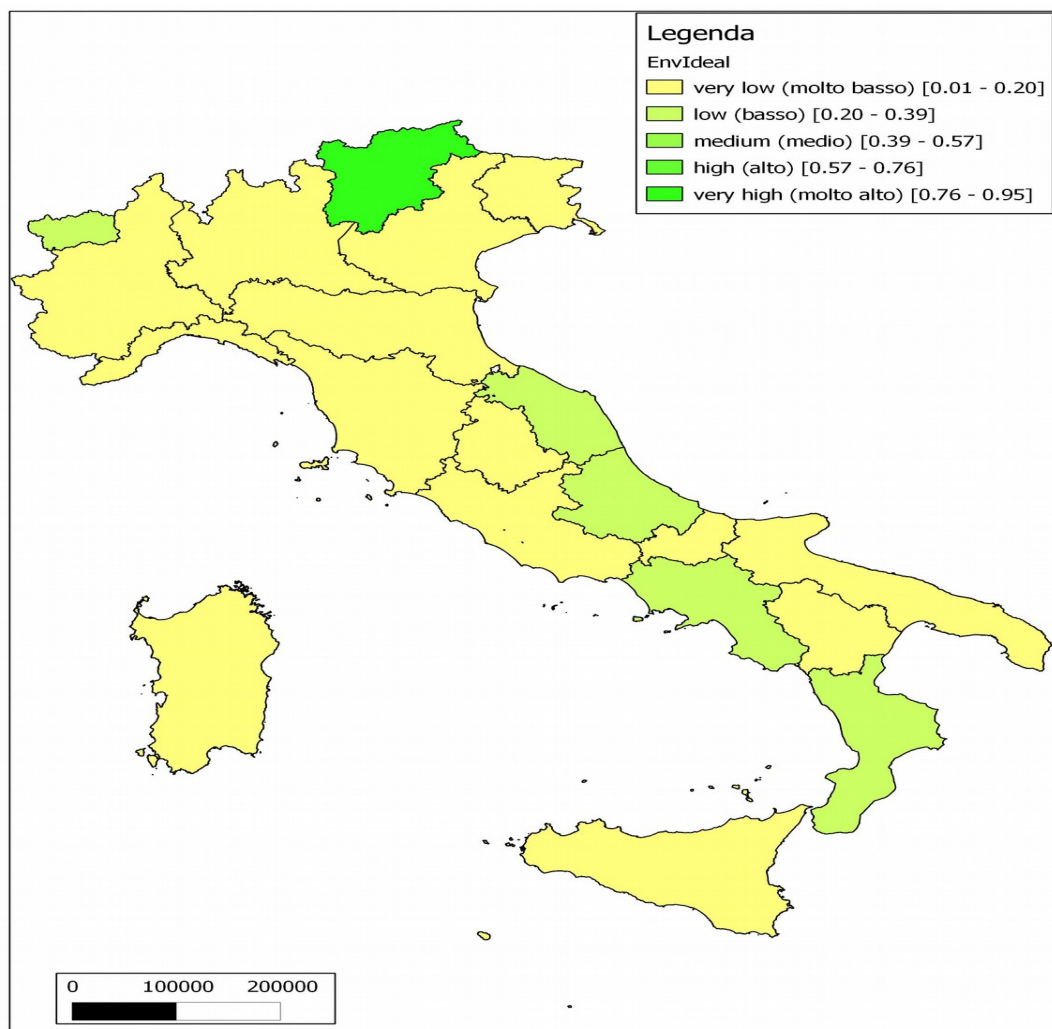 Legenda
EnvIdeal
very low (molto basso) [0.01 - 0.20]
low (basso) [0.20 - 0.39]
medium (medio) [0.39 - 0.57]
high (alto) [0.57 - 0.76]
very high (molto alto) [0.76 - 0.95]
0 100000 200000